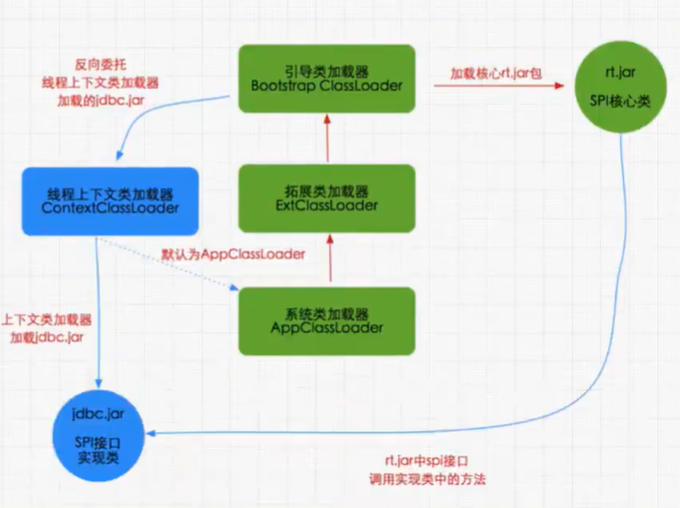 反向委托
线程上下文类加载器
加载的jdbc.jar
引导类加载器
Bootstrap ClassLoader
加载核心rt.jar包
rt.jar
SPI核心类
线程上下文类加载器
ContextClassLoader
拓展类加载器
ExtClassLoader
默认为AppClassLoader
系统类加载器
AppClassLoader
上下文类加载器
加载jdbc.jar
jdbc.jar
SPI接口
实现类
rt.jar中spi接口
调用实现类中的方法